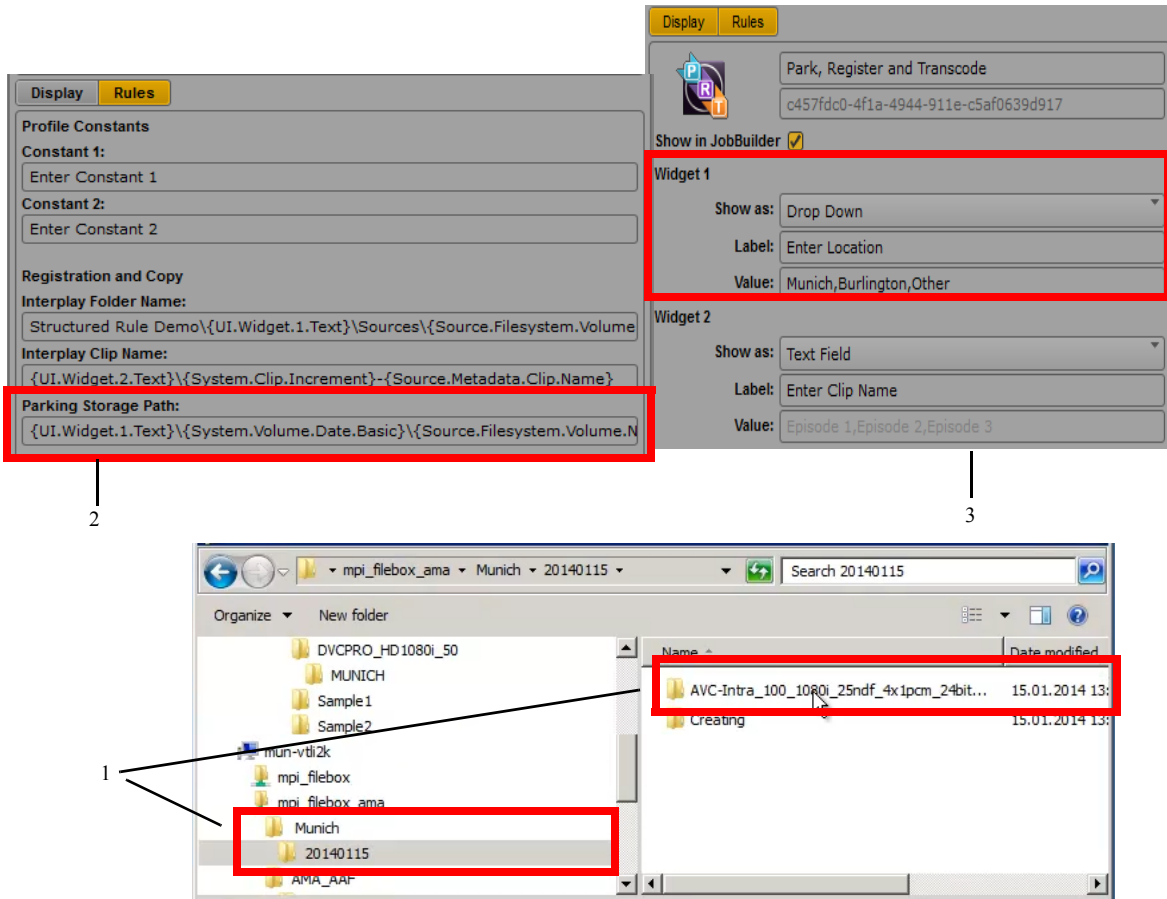 Display Rules
Profile Constants
Constant 1:
Enter Constant 1
Constant 2:
Enter Constant 2
Registration and Copy
Interplay Folder Name:
Structured Rule Demo\{UI.Widget.1.Text}\Sources\{Source.Filesystem.Volume
Interplay Clip Name:
{UI.Widget.2.Text}\{System.Clip.Increment}-{Source.Metadata.Clip.Name}
Parking Storage Path:
{UI.Widget.1.Text}\{System.Volume.Date.Basic}\{Source.Filesystem.Volume.N
2
Display Rules
P
R
T
Park, Register and Transcode
c457fdc0-4f1a-4944-911e-c5af0639d917
Show in JobBuilder
Widget 1
Show as: Drop Down
Label: Enter Location
Value: Munich,Burlington,Other
Widget 2
Show as: Text Field
Label: Enter Clip Name
Value: Episode 1,Episode 2,Episode 3
3
mpi_filebox_ama Munich 20140115
Search 20140115
Organize New folder
DVCPRO_HD1080i_50
MUNICH
Sample1
Sample2
mun-vtli2k
mpi_filebox
mpi_filebox_ama
Munich
20140115
AMA_AAF
Name Date modified
AVC-Intra_100_1080i_25ndf_4x1pcm_24bit... 15.01.2014 13:
Creating 15.01.2014 13:
1